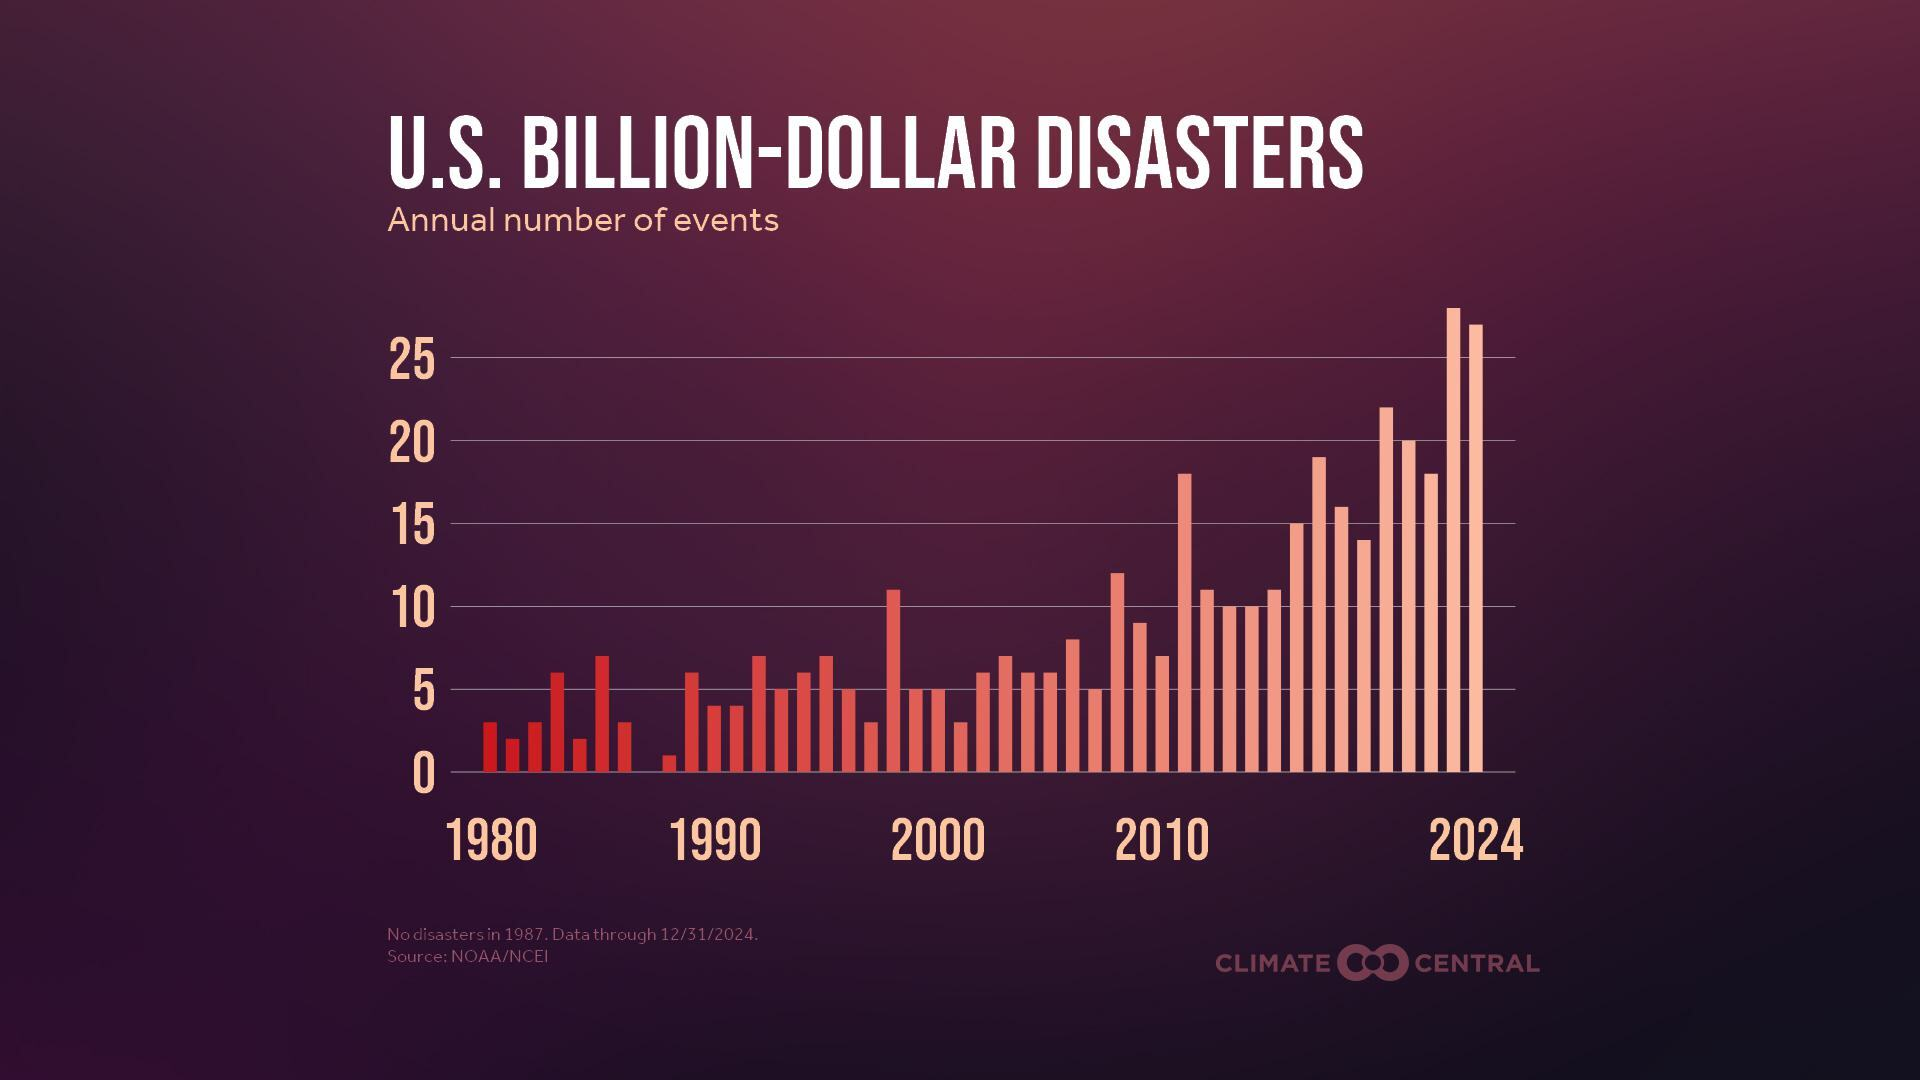 U.S. BILLION-DOLLAR DISASTERS
Annual number of events
25
20
15
10
5
0
1980 1990 2000 2010 2024
No disasters in 1987. Data through 12/31/2024.
Source: NOAA/NCEI
CLIMATE CENTRAL